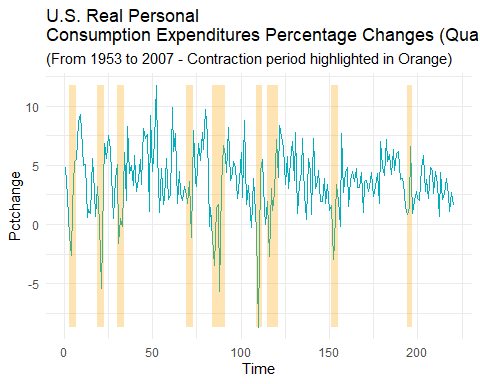 U.S. Real Personal
Consumption Expenditures Percentage Changes (Qua
(From 1953 to 2007 - Contraction period highlighted in Orange)
10
5
0
-5
Pctchange
0
50
100
150
200
Time